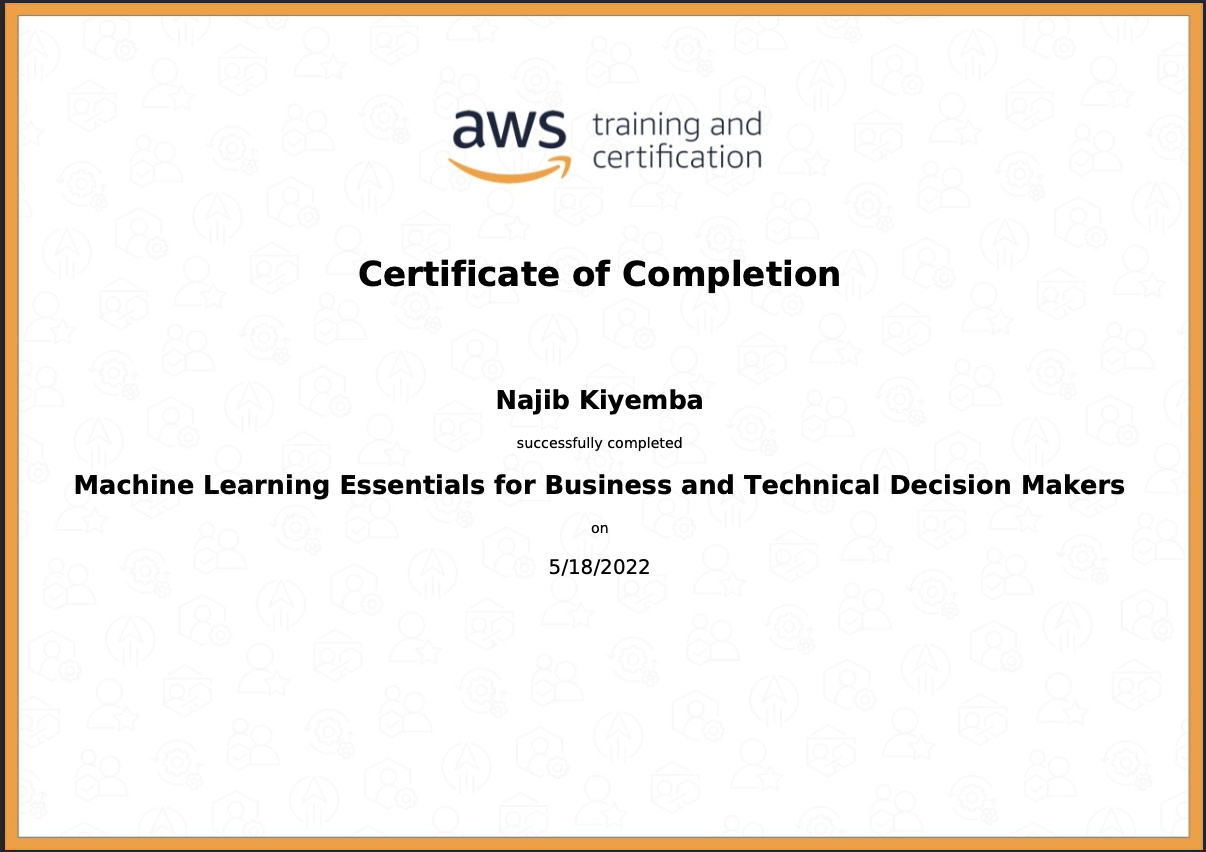 aws training and
certification
Certificate of Completion
Najib Kiyemba
successfully completed
Machine Learning Essentials for Business and Technical Decision Makers
on
5/18/2022